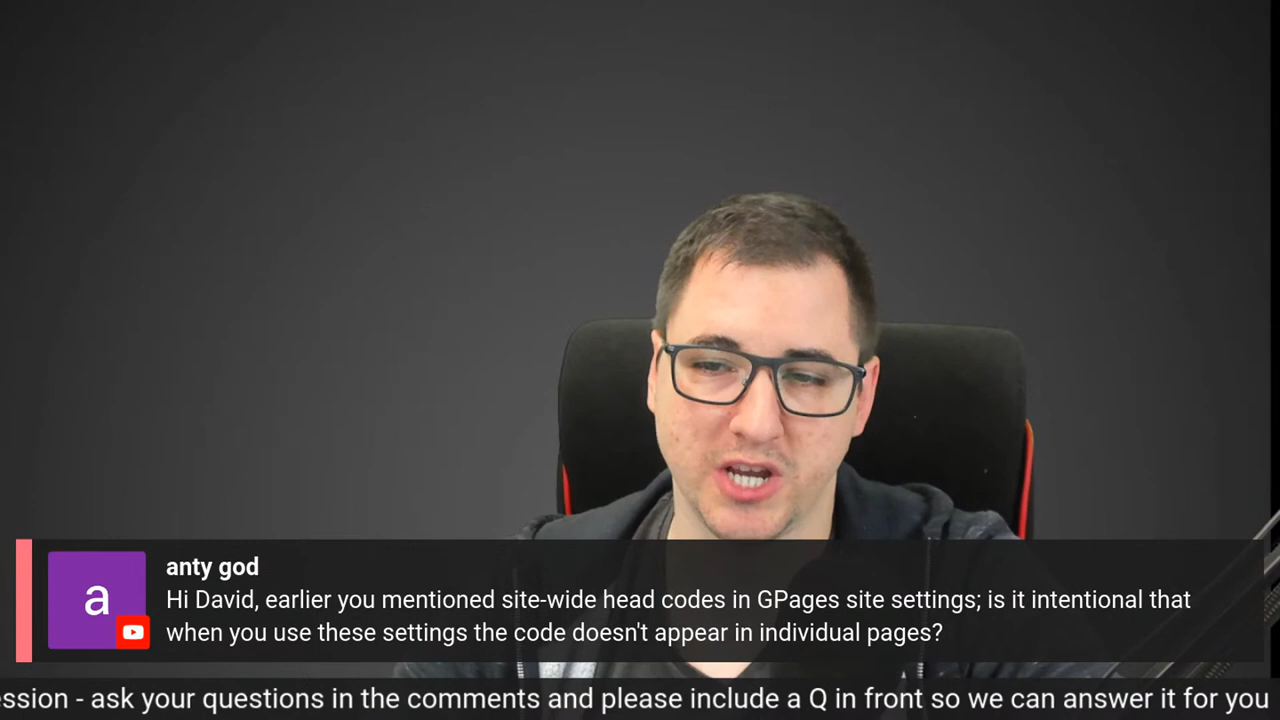 a
anty god
Hi David, earlier you mentioned site-wide head codes in GPages site settings; is it intentional that
when you use these settings the code doesn't appear in individual pages?
ssion - ask your questions in the comments and please include a Q in front so we can answer it for you